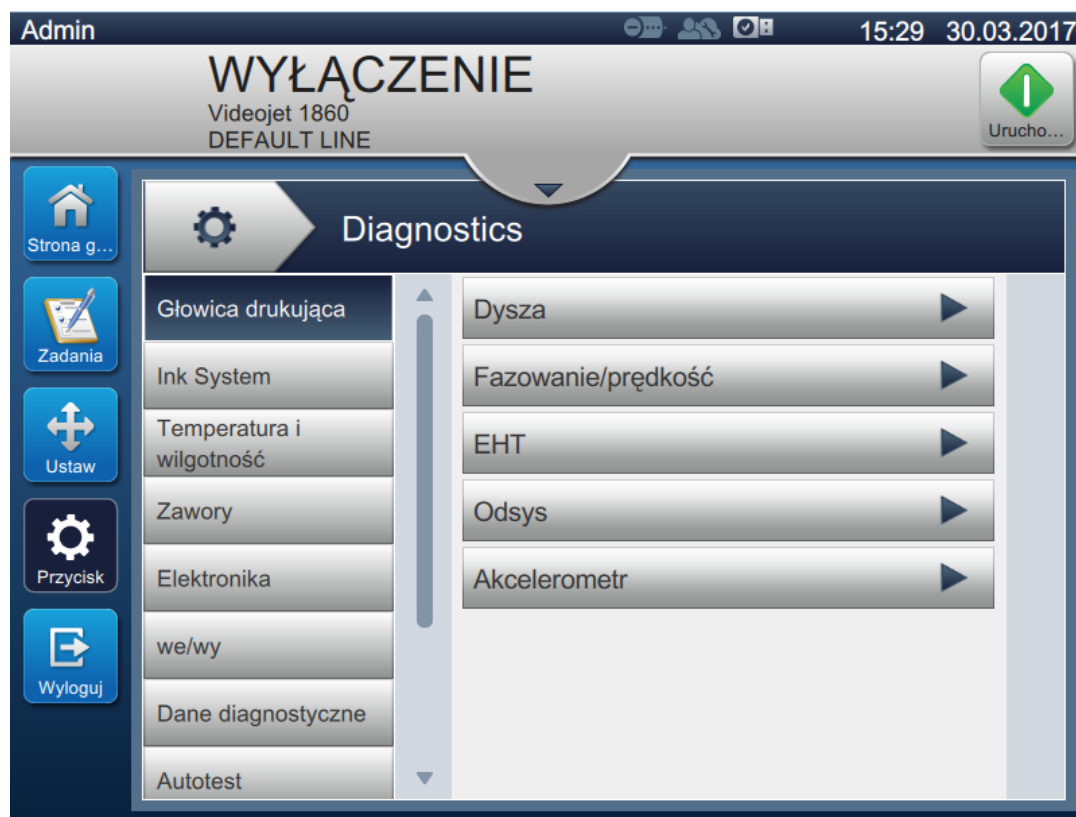 Admin
15:29 30.03.2017
WYŁĄCZENIE
Videojet 1860
DEFAULT LINE
Urucho...
Strona g...
Zadania
Ustaw
Przycisk
Wyloguj
Diagnostics
Głowica drukująca
Ink System
Temperatura i
wilgotność
Zawory
Elektronika
we/wy
Dane diagnostyczne
Autotest
Dysza
Fazowanie/prędkość
EHT
Odsys
Akcelerometr